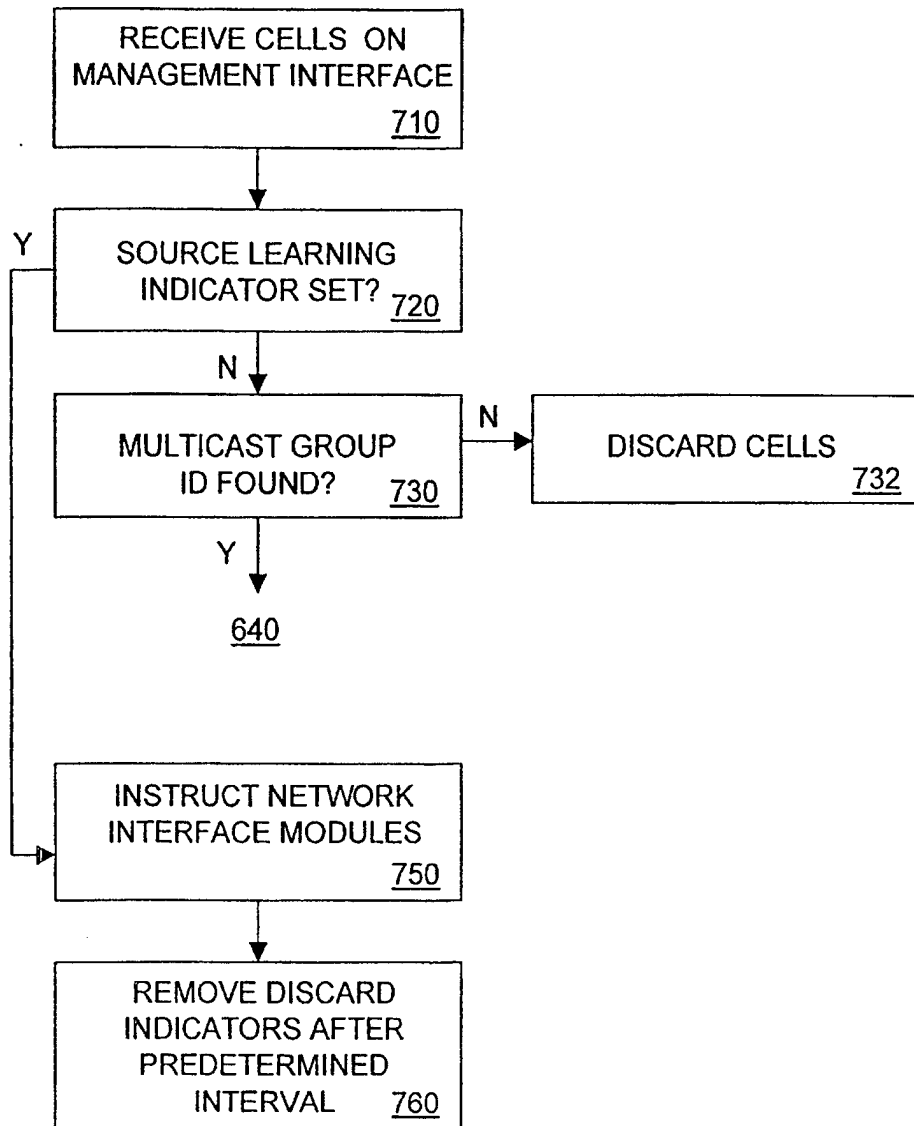 RECEIVE CELLS ON
MANAGEMENT INTERFACE
710
Y
SOURCE LEARNING
INDICATOR SET?
720
N
MULTICAST GROUP
ID FOUND?
730
N
DISCARD CELLS
732
Y
640
INSTRUCT NETWORK
INTERFACE MODULES
750
REMOVE DISCARD
INDICATORS AFTER
PREDETERMINED
INTERVAL
760